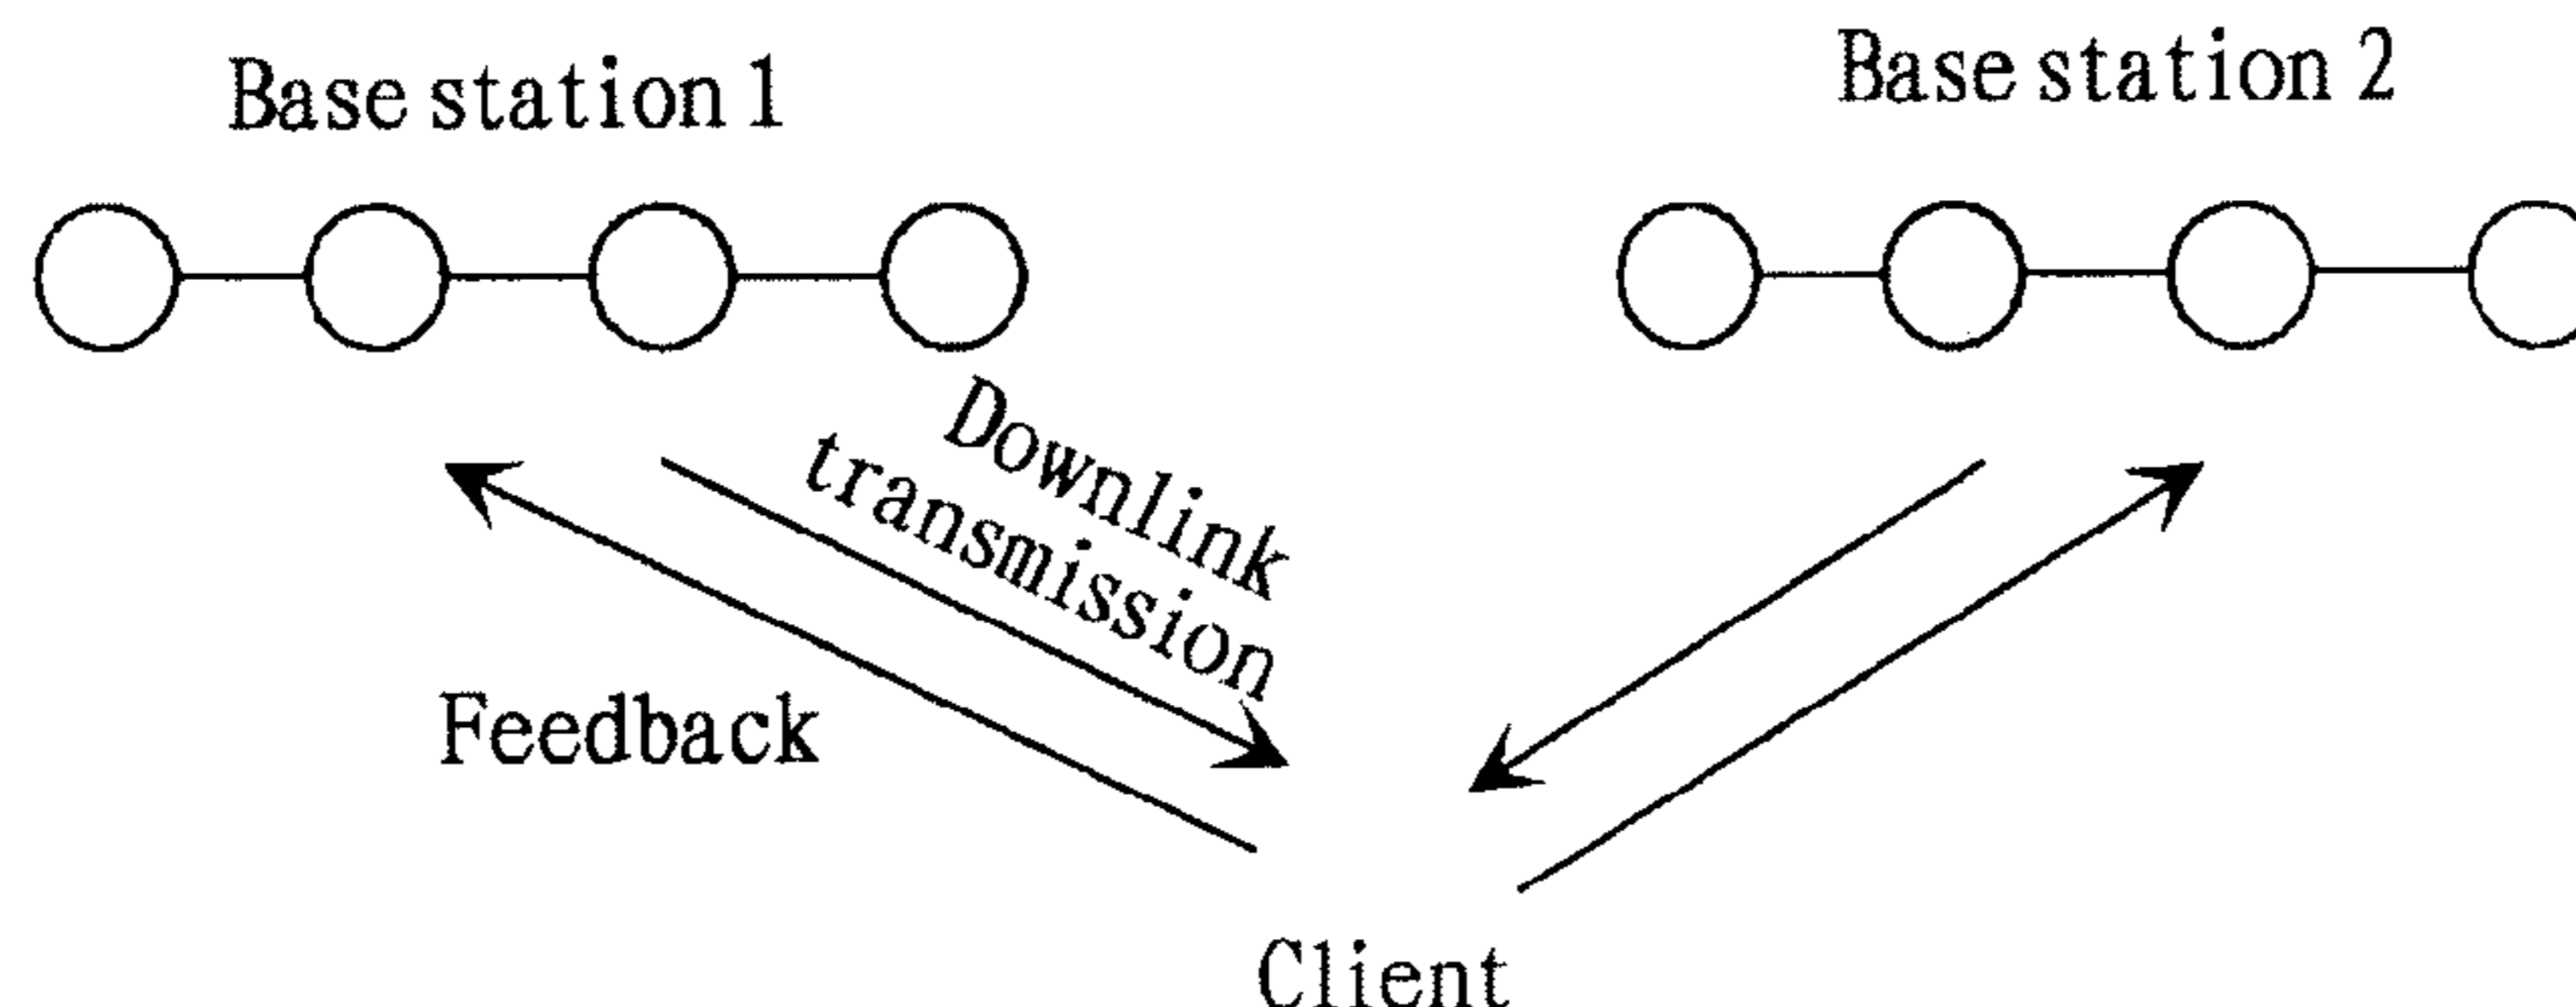 Base station 1
Base station 2
Downlink
transmission
Feedback
Client